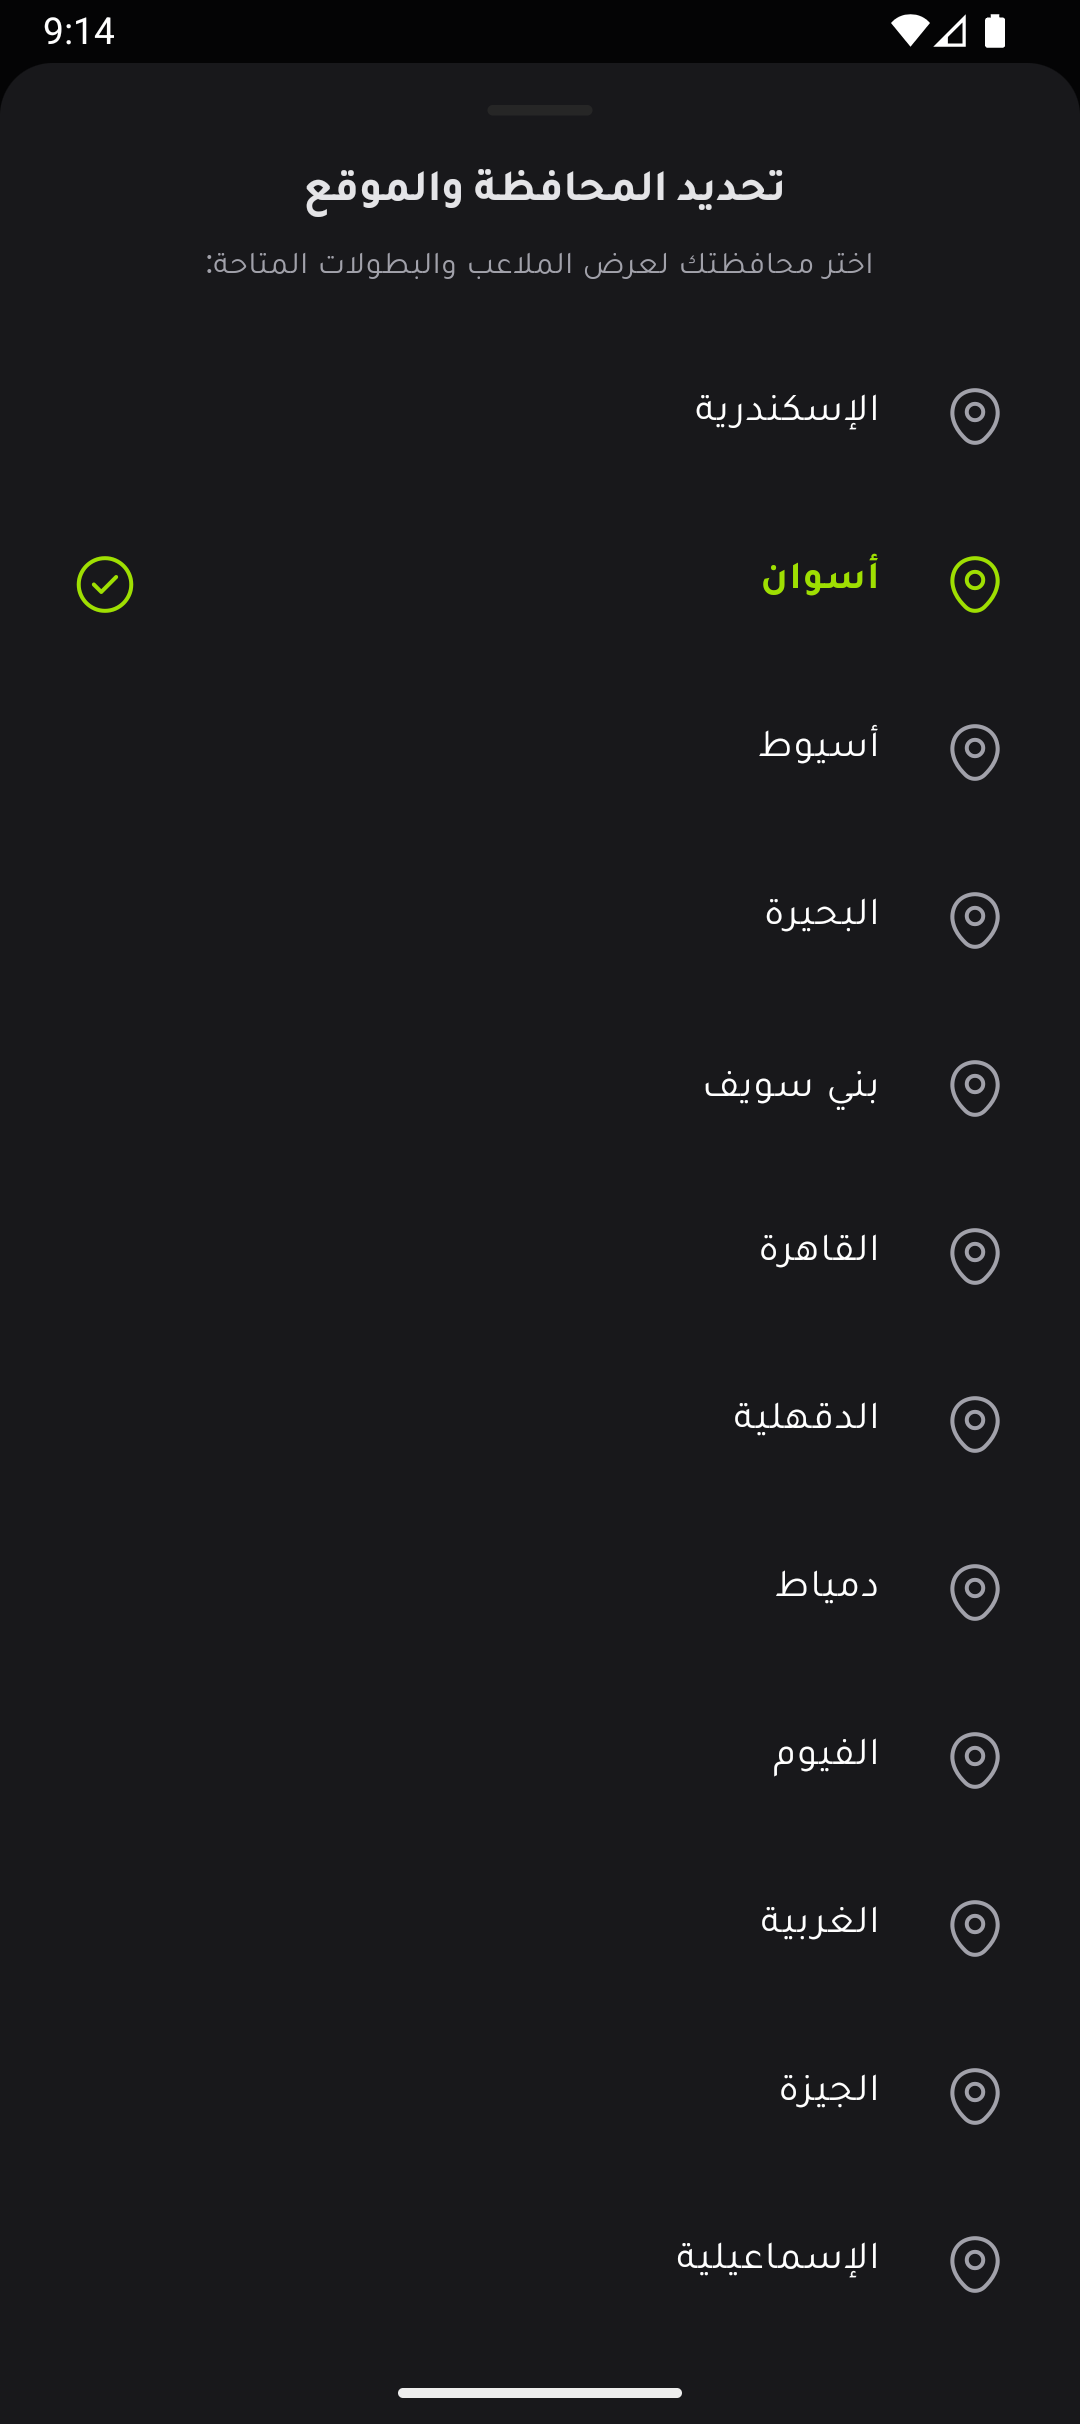 9:14
تحديد المحافظة والموقع
اختر محافظتك لعرض الملاعب والبطولات المتاحة:
الإسكندرية
أسوان
أسيوط
البحيرة
بني سويف
القاهرة
الدقهلية
دمياط
الفيوم
الغربية
الجيزة
الإسماعيلية